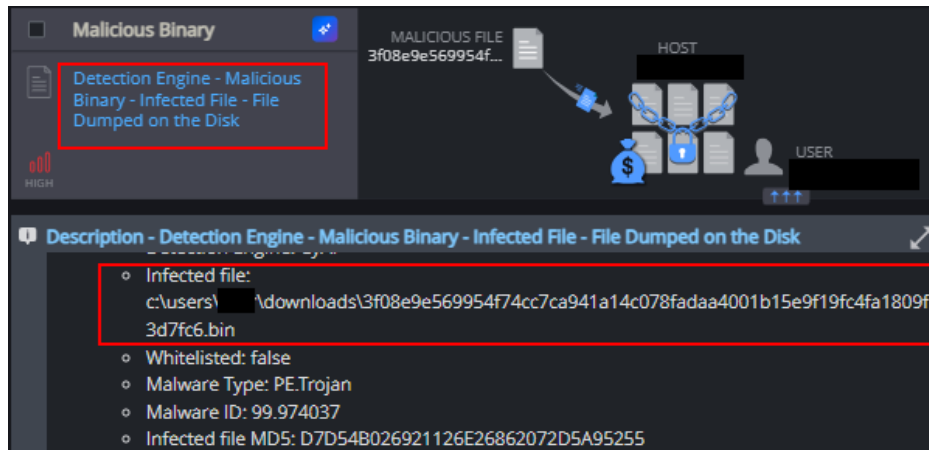 Malicious Binary
Detection Engine - Malicious
Binary - Infected File - File
Dumped on the Disk
HIGH
MALICIOUS FILE
3f08e9e569954f...
HOST
$
USER
Description - Detection Engine - Malicious Binary - Infected File - File Dumped on the Disk
Infected file:
c:\users\ \downloads\3f08e9e569954f74cc7ca941a14c078fadaa4001b15e9f19fc4fa1809f
3d7fc6.bin
Whitelisted: false
Malware Type: PE.Trojan
Malware ID: 99.974037
Infected file MD5: D7D54B026921126E26862072D5A95255